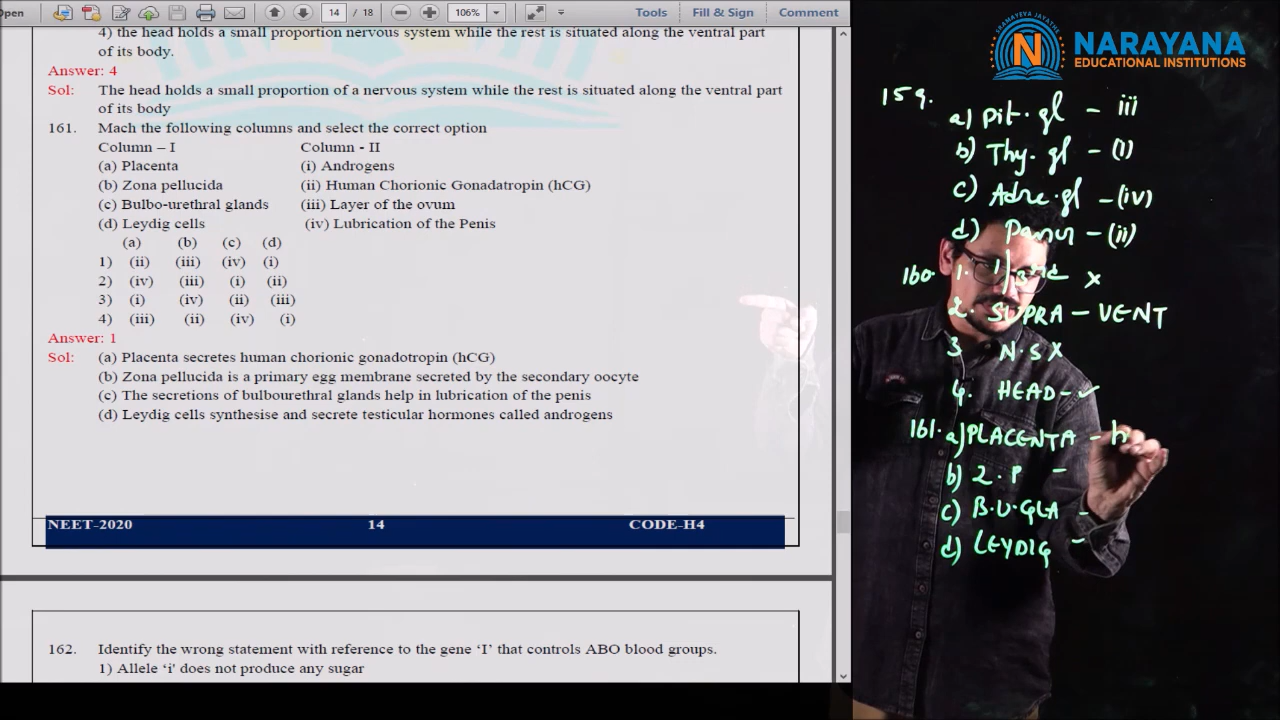 Open
14 / 18
106%
Tools
Fill & Sign
Comment
4) the head holds a small proportion nervous system while the rest is situated along the ventral part
of its body.
Answer: 4
Sol: The head holds a small proportion of a nervous system while the rest is situated along the ventral part
of its body
161. Mach the following columns and select the correct option
Column – I Column - II
(a) Placenta (i) Androgens
(b) Zona pellucida (ii) Human Chorionic Gonadatropin (hCG)
(c) Bulbo-urethral glands (iii) Layer of the ovum
(d) Leydig cells (iv) Lubrication of the Penis
(a) (b) (c) (d)
1) (ii) (iii) (iv) (i)
2) (iv) (iii) (i) (ii)
3) (i) (iv) (ii) (iii)
4) (iii) (ii) (iv) (i)
Answer: 1
Sol: (a) Placenta secretes human chorionic gonadotropin (hCG)
(b) Zona pellucida is a primary egg membrane secreted by the secondary oocyte
(c) The secretions of bulbourethral glands help in lubrication of the penis
(d) Leydig cells synthesise and secrete testicular hormones called androgens
NEET-2020 14 CODE-H4
162. Identify the wrong statement with reference to the gene ‘I’ that controls ABO blood groups.
1) Allele ‘i’ does not produce any sugar
SAMAYEVA JAYATHE
N
NARAYANA
EDUCATIONAL INSTITUTIONS
159. a) Pit. gl – iii
b) Thy. gl – (i)
c) Adre. gl – (iv)
d) – (ii)
160. 1. x
2. SUPRA – VENT
3 N.S X
4. HEAD – ✓
161. a) PLACENTA – h
b) Z.P –
c) B.U. GLA –
d) LEYDIG –